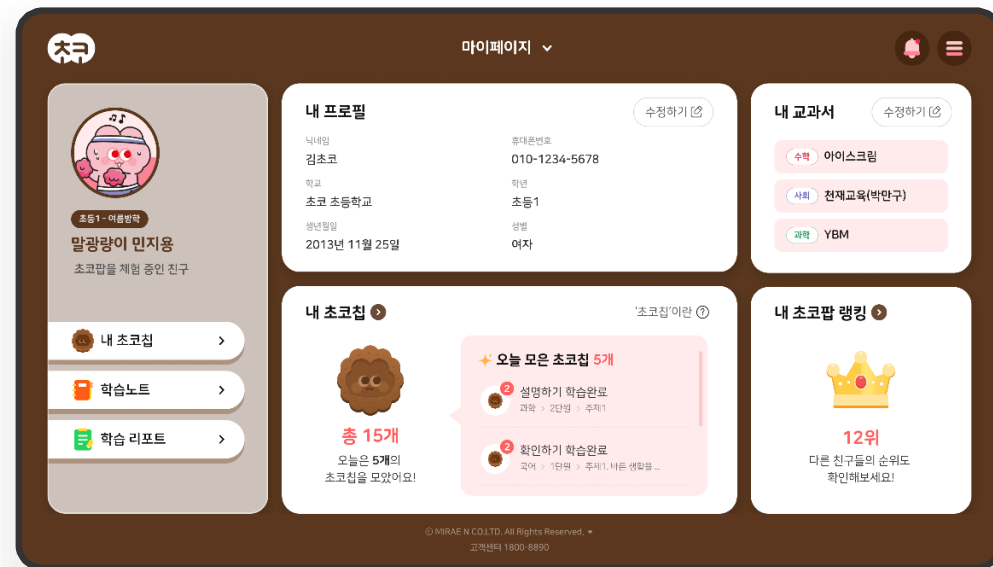 초코
마이페이지
초등1 - 여름방학
말광량이 민지용
초코팝을 체험 중인 친구
내 초코칩
학습노트
학습 리포트
내 프로필
수정하기
닉네임
휴대폰번호
김초코
010-1234-5678
학교
학년
초코 초등학교
초등1
생년월일
성별
2013년 11월 25일
여자
내 교과서
수정하기
수학 아이스크림
사회 천재교육(박만구)
과학 YBM
내 초코칩
'초코칩'이란 ?
총 15개
오늘은 5개의
초코칩을 모았어요!
오늘 모은 초코칩 5개
2
설명하기 학습완료
과학 > 2단원 > 주제1
2
확인하기 학습완료
국어 > 1단원 > 주제1. 바른 생활을 ...
내 초코팝 랭킹
12위
다른 친구들의 순위도
확인해보세요!
ⓒ MIRAE N CO.LTD. All Rights Reserved.
고객센터 1800-8890